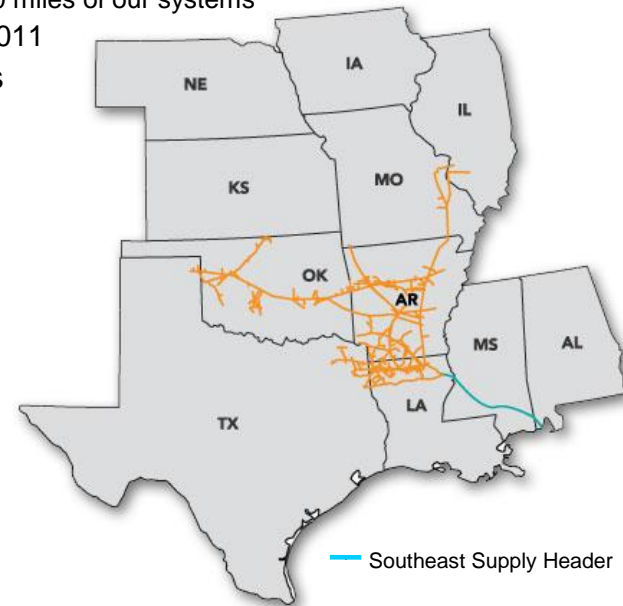 miles of our systems
011
s
IA
NE
IL
KS
MO
OK
AR
MS
AL
LA
TX
Southeast Supply Header